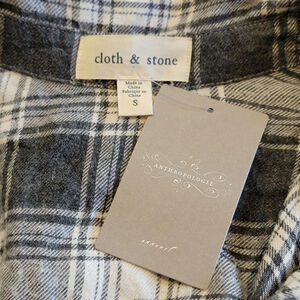 cloth & stone
Made in
China
Fabriqué en
Chine
S
ANTHROPOLOGIE